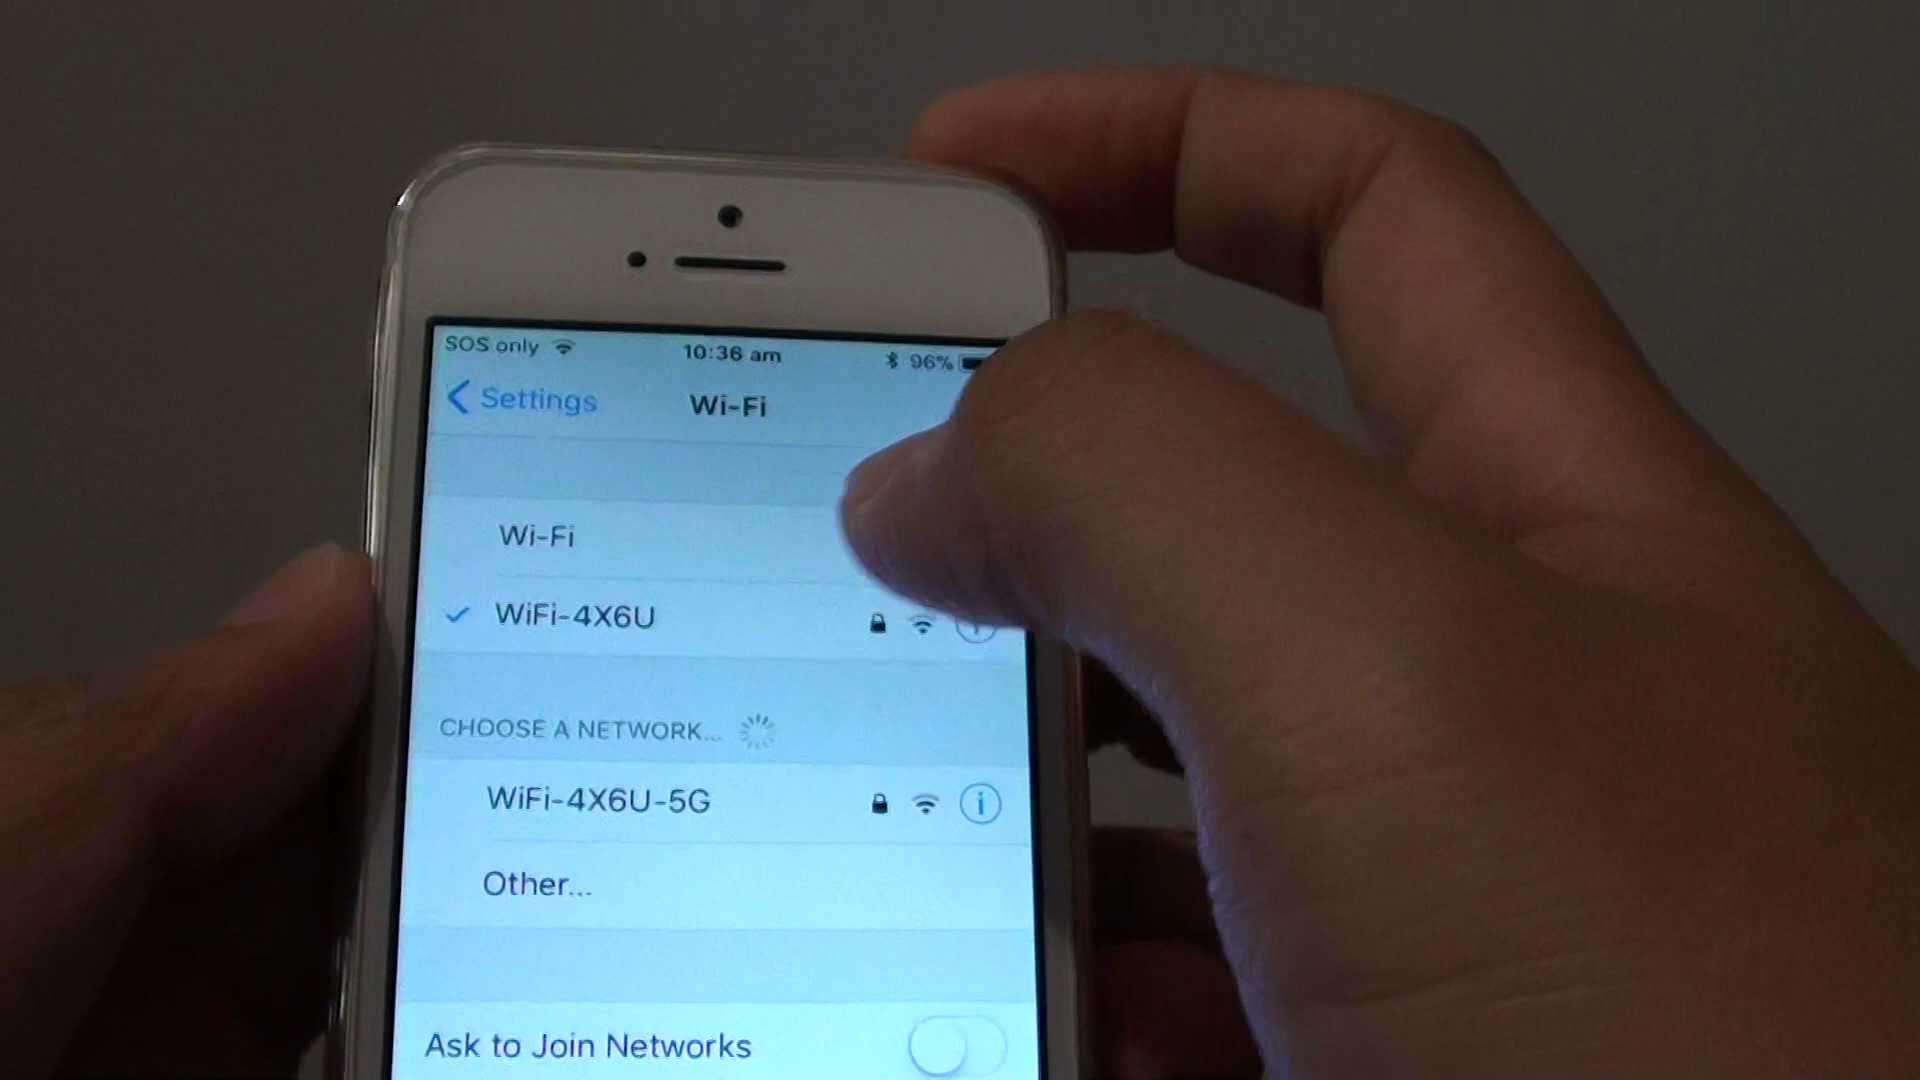 SOS only 10:36 am 96%
Settings Wi-Fi
Wi-Fi
WiFi-4X6U
CHOOSE A NETWORK...
WiFi-4X6U-5G
Other...
Ask to Join Networks